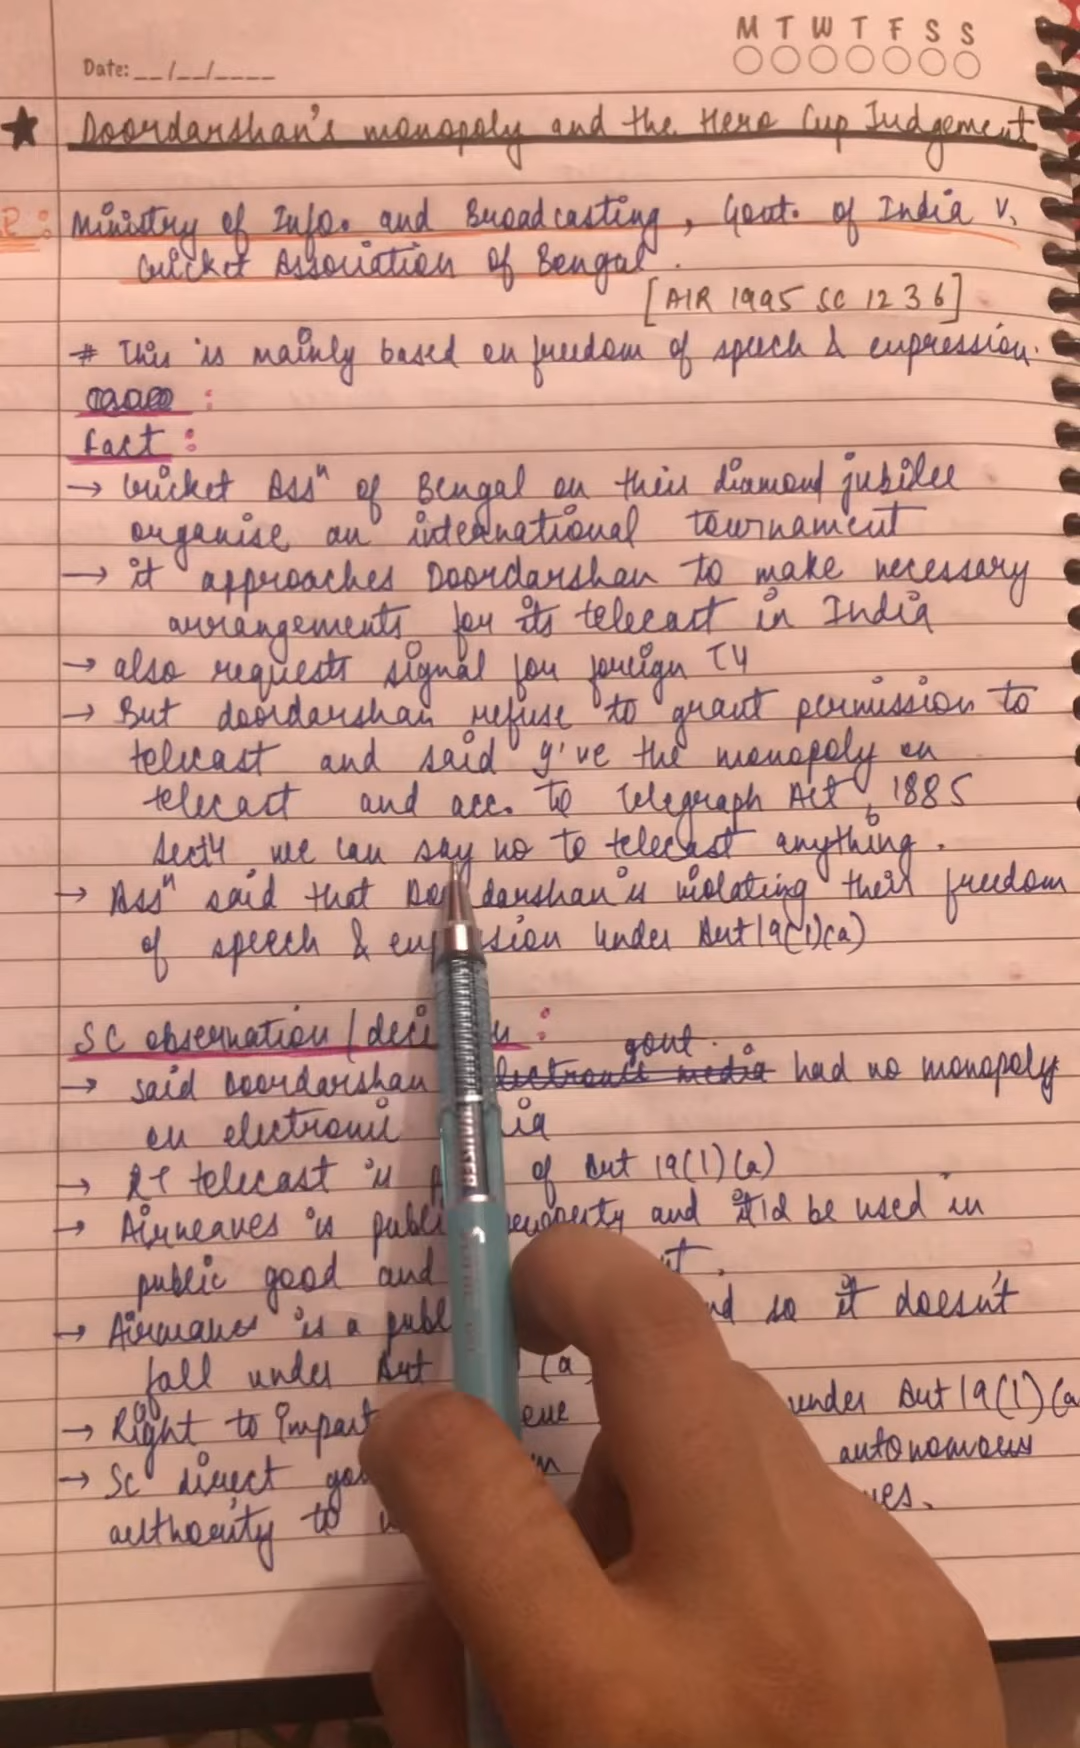 M T W T F S S
Date: __/__/____
★ Doordarshan's monopoly and the Hero Cup Judgement
Ministry of Info. and Broadcasting, Govt. of India V.
Cricket Association of Bengal.
[AIR 1995 SC 1236]
# This is mainly based on freedom of speech & expression.
Fact :
→ Cricket Assⁿ of Bengal on their diamond jubilee
organise an international tournament
→ it approaches Doordarshan to make necessary
arrangements for its telecast in India
→ also requests signal for foreign TV
→ But doordarshan refuse to grant permission to
telecast and said I've the monopoly on
telecast and acc. to Telegraph Act, 1885
Sect4 we can say no to telecast anything.
→ Assⁿ said that Doordarshan is violating their freedom
of speech & expression under Art19(1)(a)
SC observation/decision :
govt.
→ said Doordarshan electronic media had no monopoly
on electronic
→ Rt telecast is of Art 19(1)(a)
→ Airweaves is public property and be used in
public good and
→ Airwaves is a so it doesn't
fall under Art (a
→ Right to impart under Art 19(1)(a
→ SC direct autonomous
authority to